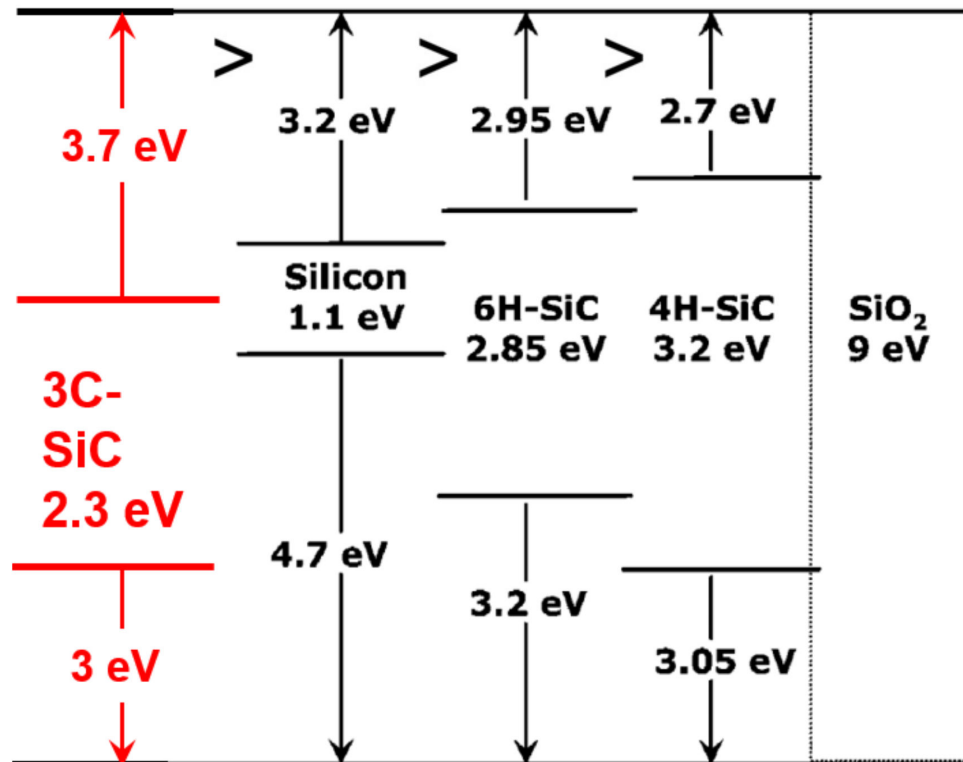 > > >
3.7 eV
3.2 eV
2.95 eV
2.7 eV
Silicon
1.1 eV
6H-SiC
2.85 eV
4H-SiC
3.2 eV
SiO₂
9 eV
3C-
SiC
2.3 eV
4.7 eV
3.2 eV
3 eV
3.05 eV